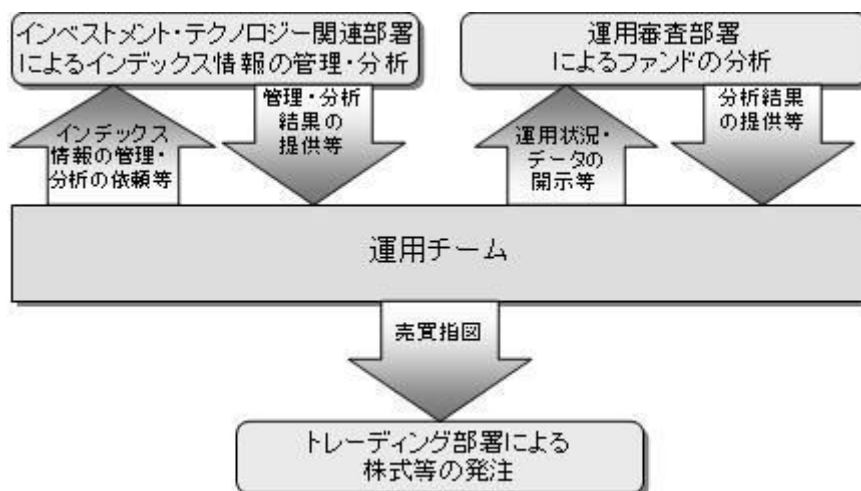 インベストメント・テクノロジー関連部署
によるインデックス情報の管理・分析
運用審査部署
によるファンドの分析
インデックス
情報の管理・
分析の依頼等
管理・分析
結果の
提供等
運用状況・
データの
開示等
分析結果
の提供等
運用チーム
売買指図
トレーディング部署による
株式等の発注